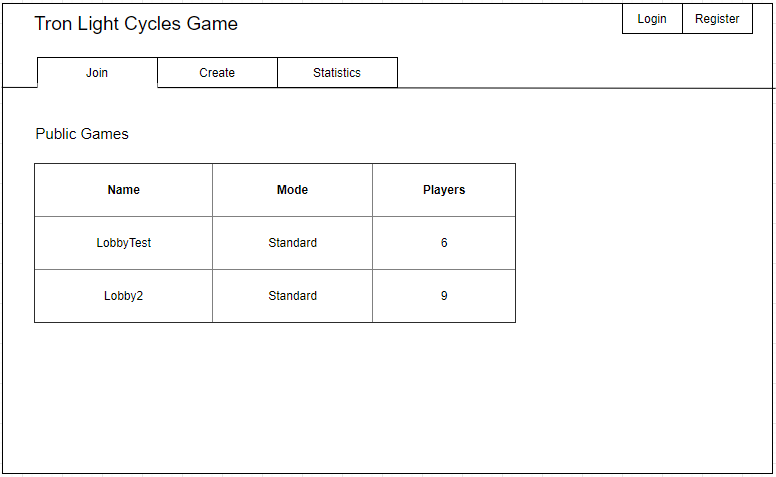 Tron Light Cycles Game
Login Register
Join Create Statistics
Public Games
Name Mode Players
LobbyTest Standard 6
Lobby2 Standard 9